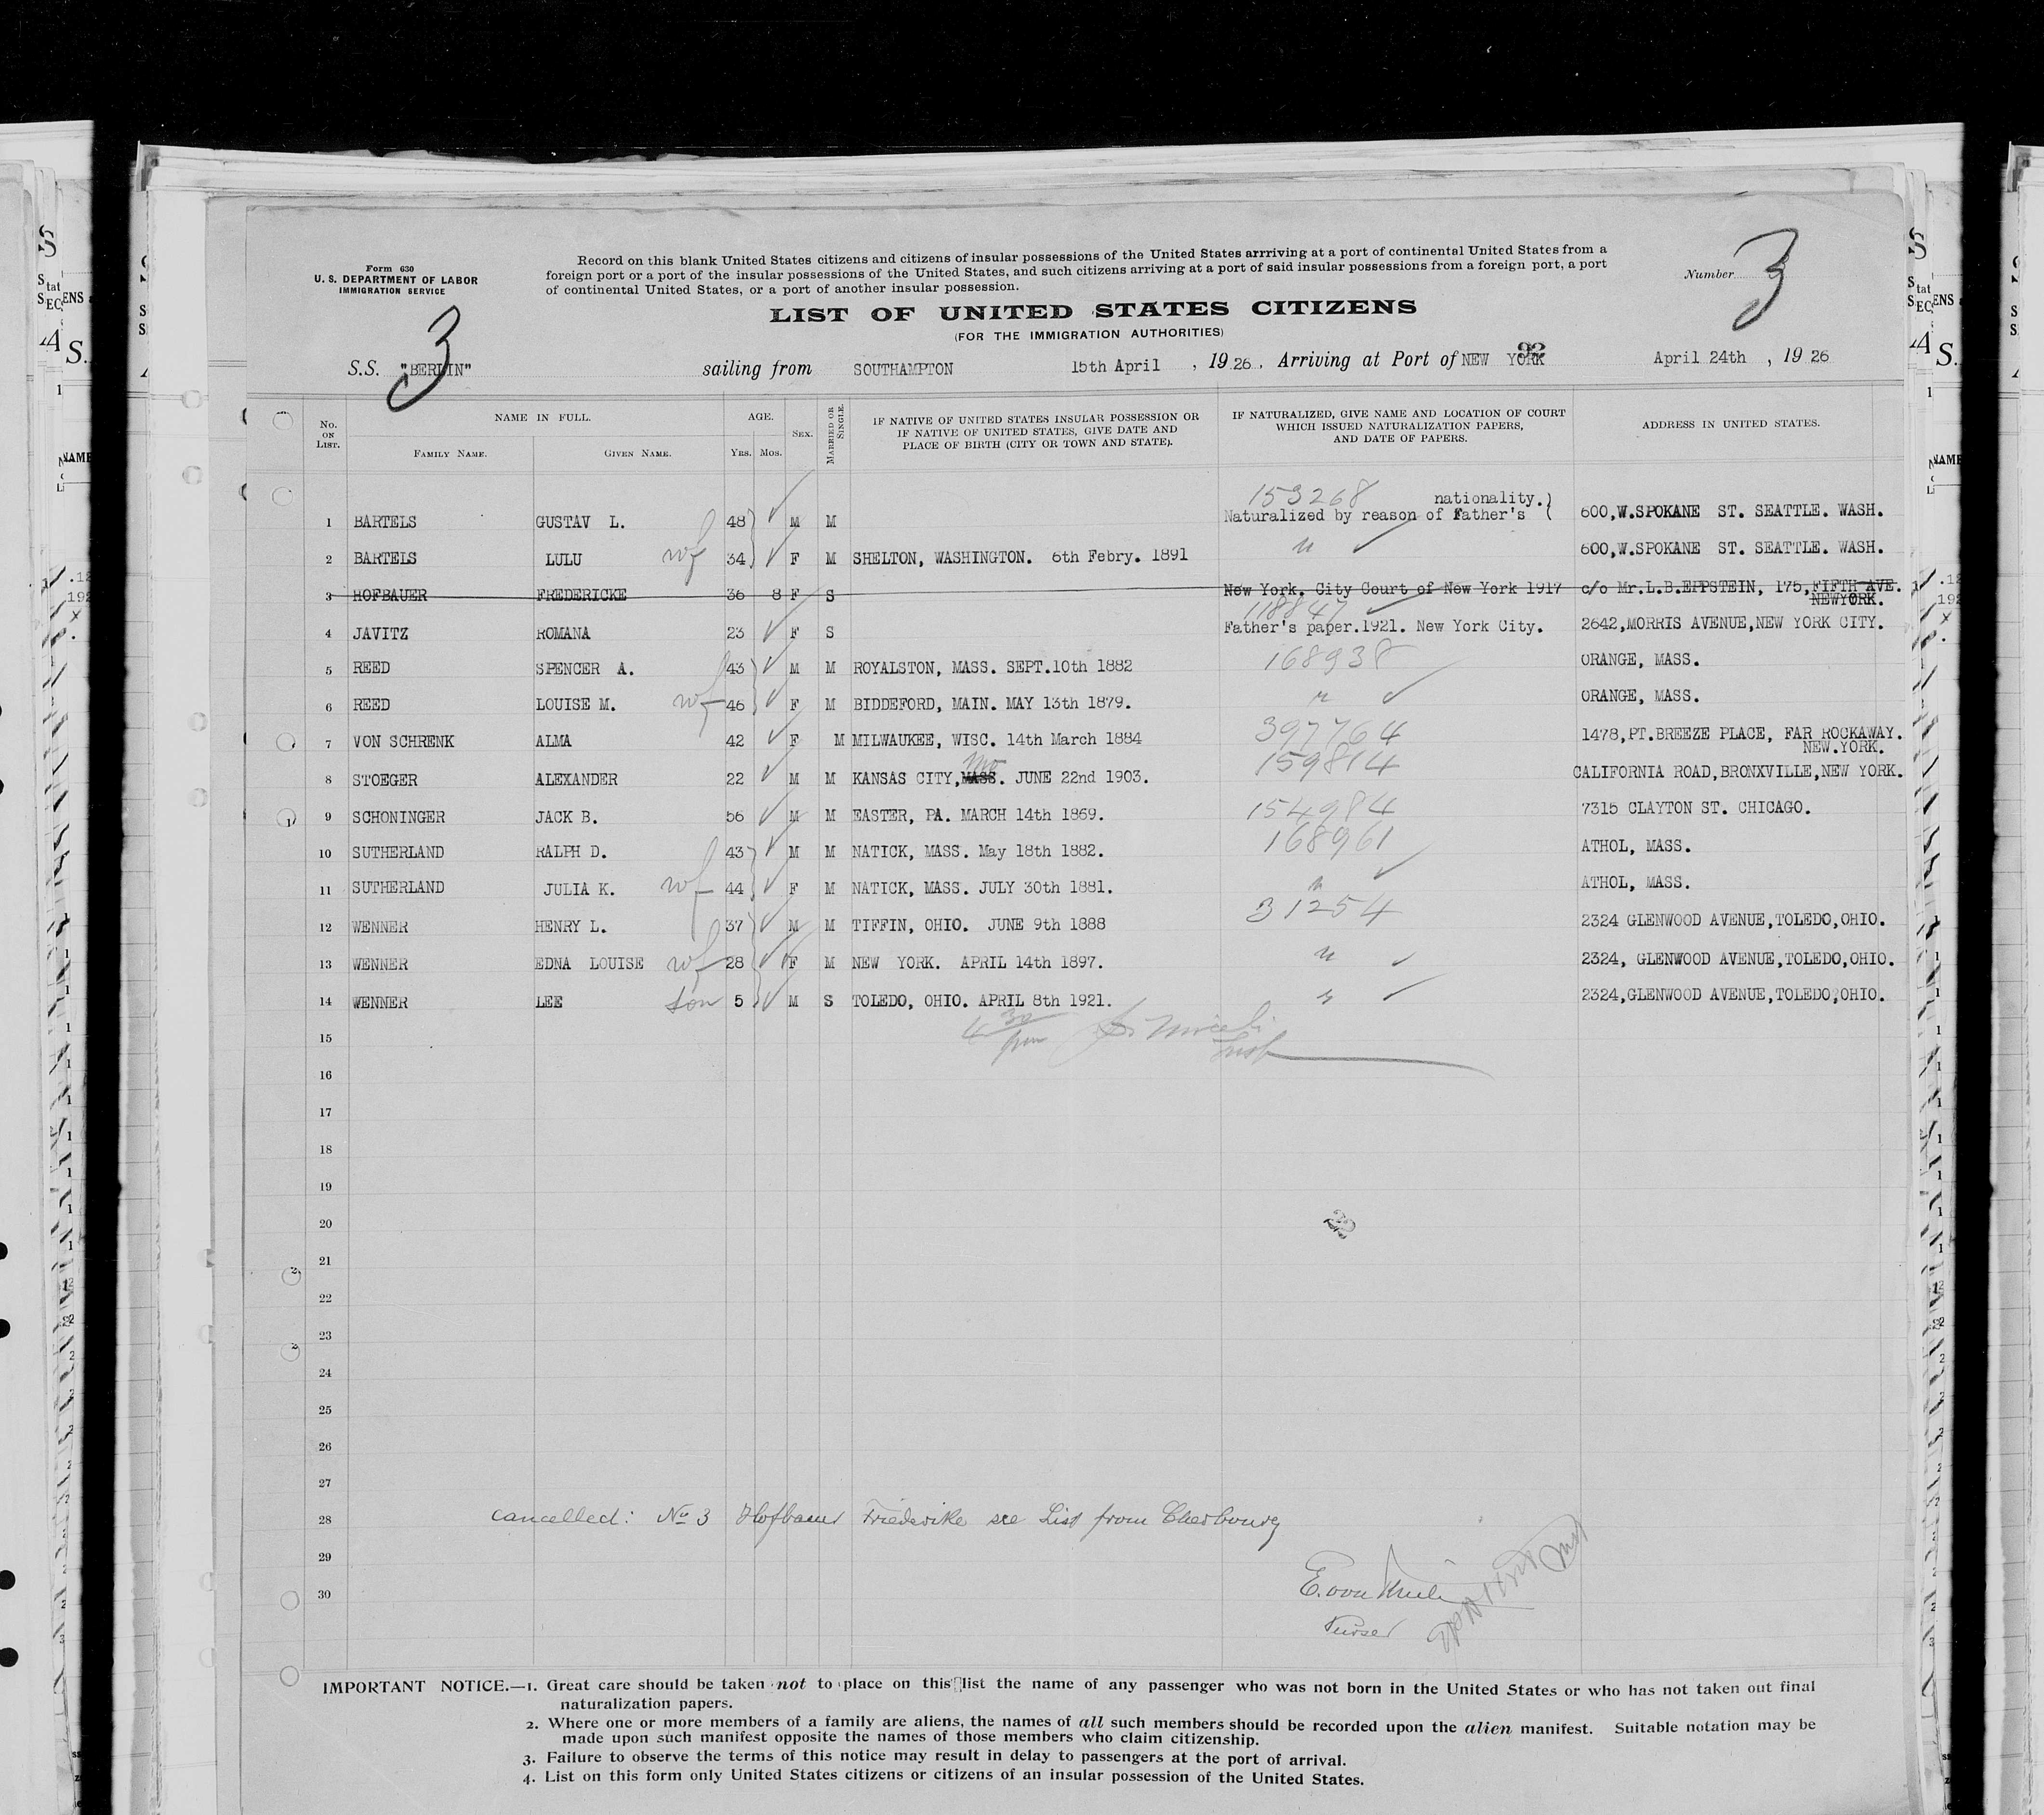 Form 630
U. S. DEPARTMENT OF LABOR
IMMIGRATION SERVICE
Record on this blank United States citizens and citizens of insular possessions of the United States arrriving at a port of continental United States from a
foreign port or a port of the insular possessions of the United States, and such citizens arriving at a port of said insular possessions from a foreign port, a port
of continental United States, or a port of another insular possession.
Number 3
LIST OF UNITED STATES CITIZENS
(FOR THE IMMIGRATION AUTHORITIES)
3
92
S.S. "BERLIN" sailing from SOUTHAMPTON 15th April , 1926. Arriving at Port of NEW YORK April 24th , 1926
No. ON LIST. NAME IN FULL. AGE. SEX. MARRIED OR SINGLE. IF NATIVE OF UNITED STATES INSULAR POSSESSION OR IF NATIVE OF UNITED STATES, GIVE DATE AND PLACE OF BIRTH (CITY OR TOWN AND STATE). IF NATURALIZED, GIVE NAME AND LOCATION OF COURT WHICH ISSUED NATURALIZATION PAPERS, AND DATE OF PAPERS. ADDRESS IN UNITED STATES.
FAMILY NAME. GIVEN NAME. YRS. MOS.
153268 nationality.)
1 BARTELS GUSTAV L. 48 M M Naturalized by reason of father's ( 600,W.SPOKANE ST. SEATTLE. WASH.
2 BARTELS LULU wf 34 F M SHELTON, WASHINGTON. 6th Febry. 1891 " 600,W.SPOKANE ST. SEATTLE. WASH.
3 HOFBAUER FREDERICKE 36 8 F S New York. City Court of New York 1917 c/o Mr.L.B.EPPSTEIN, 175,FIFTH AVE.
NEWYORK.
118847
4 JAVITZ ROMANA 23 F S Father's paper.1921. New York City. 2642,MORRIS AVENUE,NEW YORK CITY.
5 REED SPENCER A. 43 M M ROYALSTON, MASS. SEPT.10th 1882 168938 ORANGE, MASS.
6 REED LOUISE M. wf 46 F M BIDDEFORD, MAIN. MAY 13th 1879. " ORANGE, MASS.
7 VON SCHRENK ALMA 42 F M MILWAUKEE, WISC. 14th March 1884 397764 1478,PT.BREEZE PLACE, FAR ROCKAWAY.
NEW.YORK.
8 STOEGER ALEXANDER 22 M M KANSAS CITY,MASS. Mo JUNE 22nd 1903. 159814 CALIFORNIA ROAD,BRONXVILLE,NEW YORK.
9 SCHONINGER JACK B. 56 M M EASTER, PA. MARCH 14th 1869. 154984 7315 CLAYTON ST. CHICAGO.
10 SUTHERLAND RALPH D. 43 M M NATICK, MASS. May 18th 1882. 168961 ATHOL, MASS.
11 SUTHERLAND JULIA K. wf 44 F M NATICK, MASS. JULY 30th 1881. " ATHOL, MASS.
12 WENNER HENRY L. 37 M M TIFFIN, OHIO. JUNE 9th 1888 31254 2324 GLENWOOD AVENUE,TOLEDO,OHIO.
13 WENNER EDNA LOUISE wf 28 F M NEW YORK. APRIL 14th 1897. " 2324, GLENWOOD AVENUE,TOLEDO,OHIO.
14 WENNER LEE son 5 M S TOLEDO, OHIO. APRIL 8th 1921. " 2324,GLENWOOD AVENUE,TOLEDO,OHIO.
4 30 pm
15
Insp
16
17
18
19
20
21
22
23
24
25
26
27
28 cancelled: No 3 Hofbauer Friederike see List from Cherbourg
29
30
Purser
IMPORTANT NOTICE.—1. Great care should be taken not to place on this list the name of any passenger who was not born in the United States or who has not taken out final
naturalization papers.
2. Where one or more members of a family are aliens, the names of all such members should be recorded upon the alien manifest. Suitable notation may be
made upon such manifest opposite the names of those members who claim citizenship.
3. Failure to observe the terms of this notice may result in delay to passengers at the port of arrival.
4. List on this form only United States citizens or citizens of an insular possession of the United States.